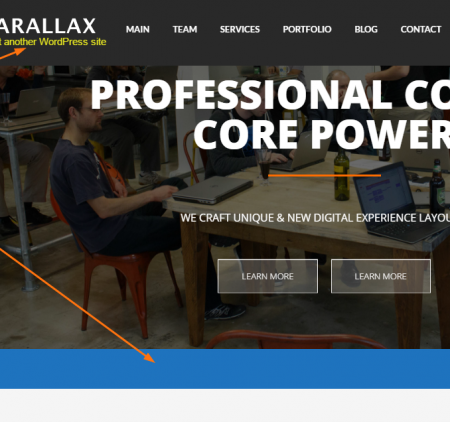 ARALLAX
t another WordPress site
MAIN TEAM SERVICES PORTFOLIO BLOG CONTACT
PROFESSIONAL CO
CORE POWER
WE CRAFT UNIQUE & NEW DIGITAL EXPERIENCE LAYOU
LEARN MORE LEARN MORE